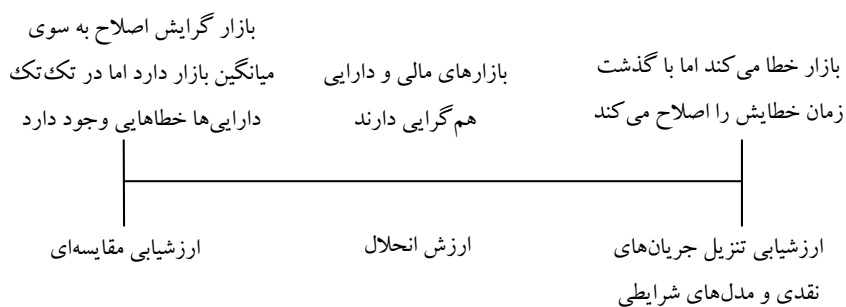 بازار خطا می‌کند اما با گذشت
زمان خطایش را اصلاح می‌کند
بازارهای مالی و دارایی
هم‌گرایی دارند
بازار گرایش اصلاح به سوی
میانگین بازار دارد اما در تک‌تک
دارایی‌ها خطاهایی وجود دارد
ارزشیابی تنزیل جریان‌های
نقدی و مدل‌های شرایطی
ارزش انحلال
ارزشیابی مقایسه‌ای